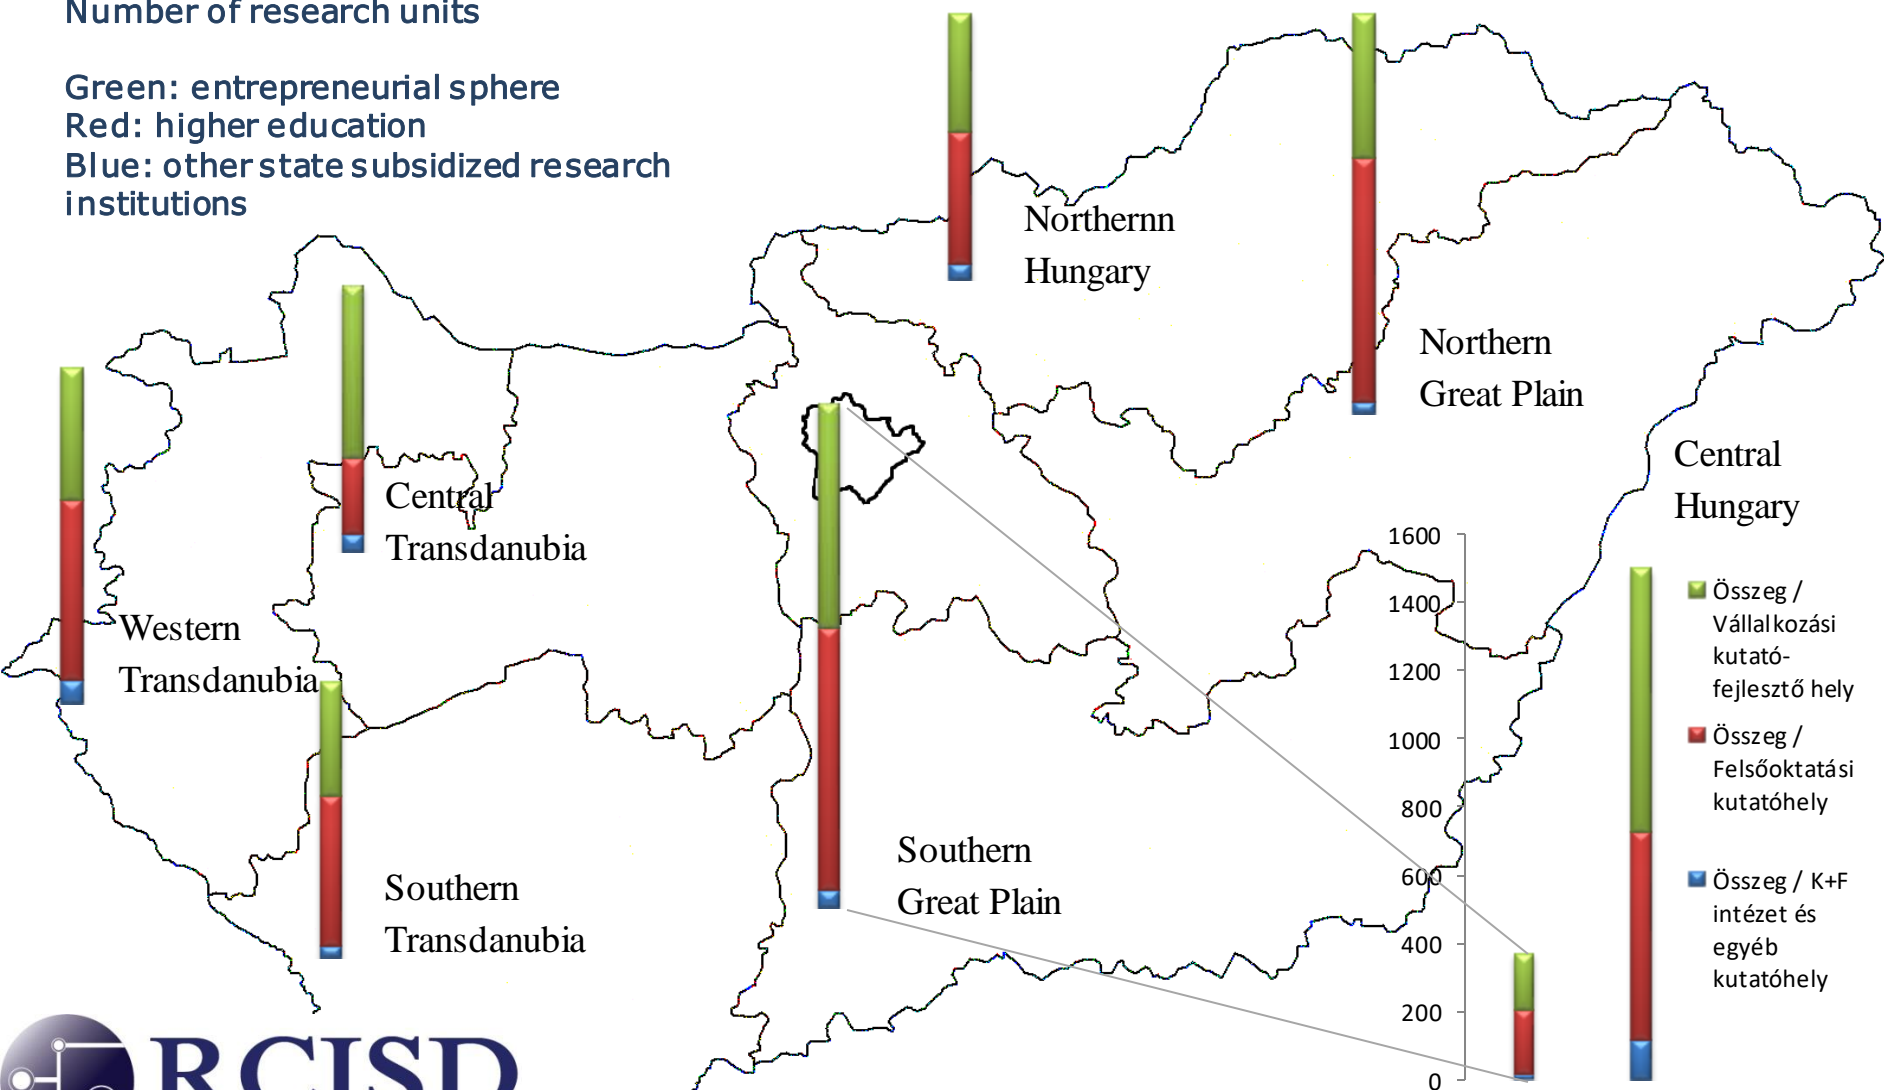 Number of research units
Green: entrepreneurial sphere
Red: higher education
Blue: other state subsidized research
institutions
Northernn
Hungary
Northern
Great Plain
Central
Hungary
Central
Transdanubia
Western
Transdanubia
Southern
Transdanubia
Southern
Great Plain
1600
1400
1200
1000
800
600
400
200
0
Összeg /
Vállalkozási
kutató-
fejlesztő hely
Összeg /
Felsőoktatási
kutatóhely
Összeg / K+F
intézet és
egyéb
kutatóhely
RCISD